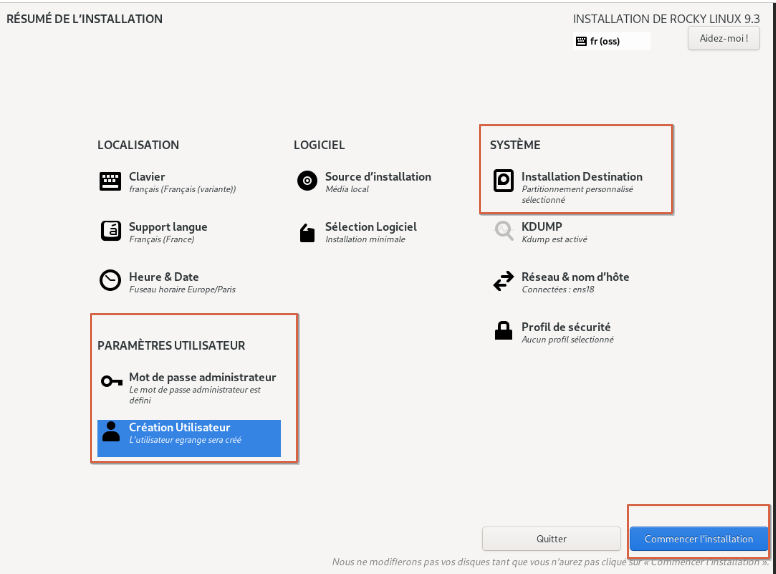 RÉSUMÉ DE L'INSTALLATION
INSTALLATION DE ROCKY LINUX 9.3
fr (oss)
Aidez-moi !
LOCALISATION
Clavier
français (Français (variante))
Support langue
Français (France)
Heure & Date
Fuseau horaire Europe/Paris
LOGICIEL
Source d'installation
Média local
Sélection Logiciel
Installation minimale
SYSTÈME
Installation Destination
Partitionnement personnalisé
sélectionné
KDUMP
Kdump est activé
Réseau & nom d'hôte
Connectées : ens18
Profil de sécurité
Aucun profil sélectionné
PARAMÈTRES UTILISATEUR
Mot de passe administrateur
Le mot de passe administrateur est
défini
Création Utilisateur
L'utilisateur egrange sera créé
Quitter
Commencer l'installation
Nous ne modifierons pas vos disques tant que vous n'aurez pas cliqué sur « Commencer l'installation ».